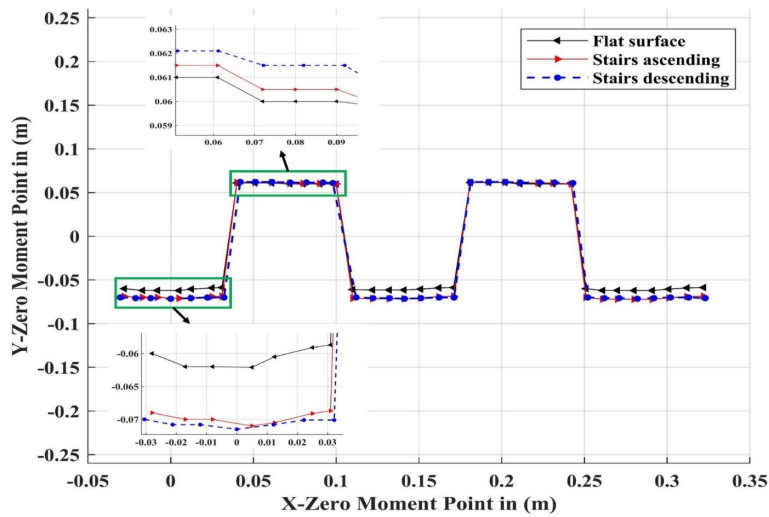 0.063
0.062
0.061
0.06
0.059
0.06 0.07 0.08 0.09
Flat surface
Stairs ascending
Stairs descending
0.25
0.2
0.15
0.1
0.05
0
-0.05
-0.1
-0.15
-0.2
-0.25
Y-Zero Moment Point in (m)
-0.06
-0.065
-0.07
-0.03 -0.02 -0.01 0 0.01 0.02 0.03
-0.05 0 0.05 0.1 0.15 0.2 0.25 0.3 0.35
X-Zero Moment Point in (m)